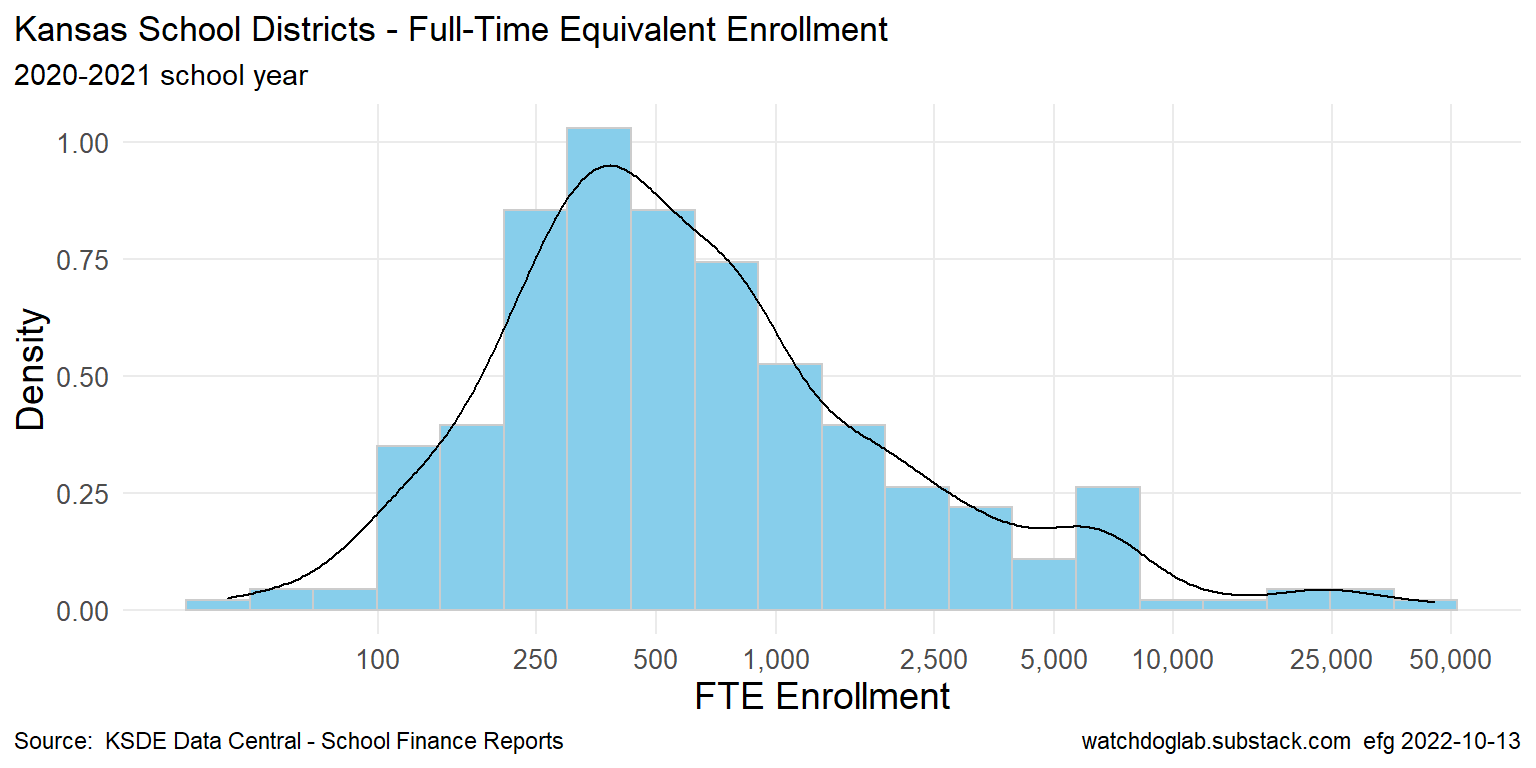 Kansas School Districts - Full-Time Equivalent Enrollment
2020-2021 school year
1.00
0.75
0.50
0.25
0.00
Density
100 250 500 1,000 2,500 5,000 10,000 25,000 50,000
FTE Enrollment
Source:  KSDE Data Central - School Finance Reports
watchdoglab.substack.com  efg 2022-10-13